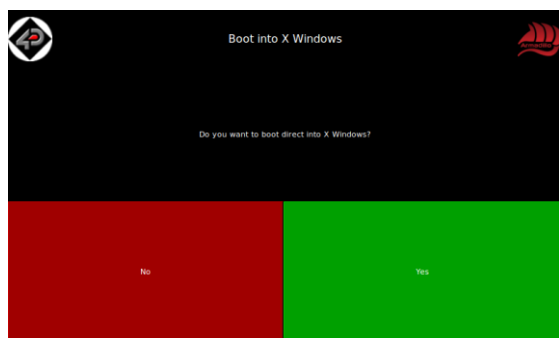 Boot into X Windows
Do you want to boot direct into X Windows?
No
Yes